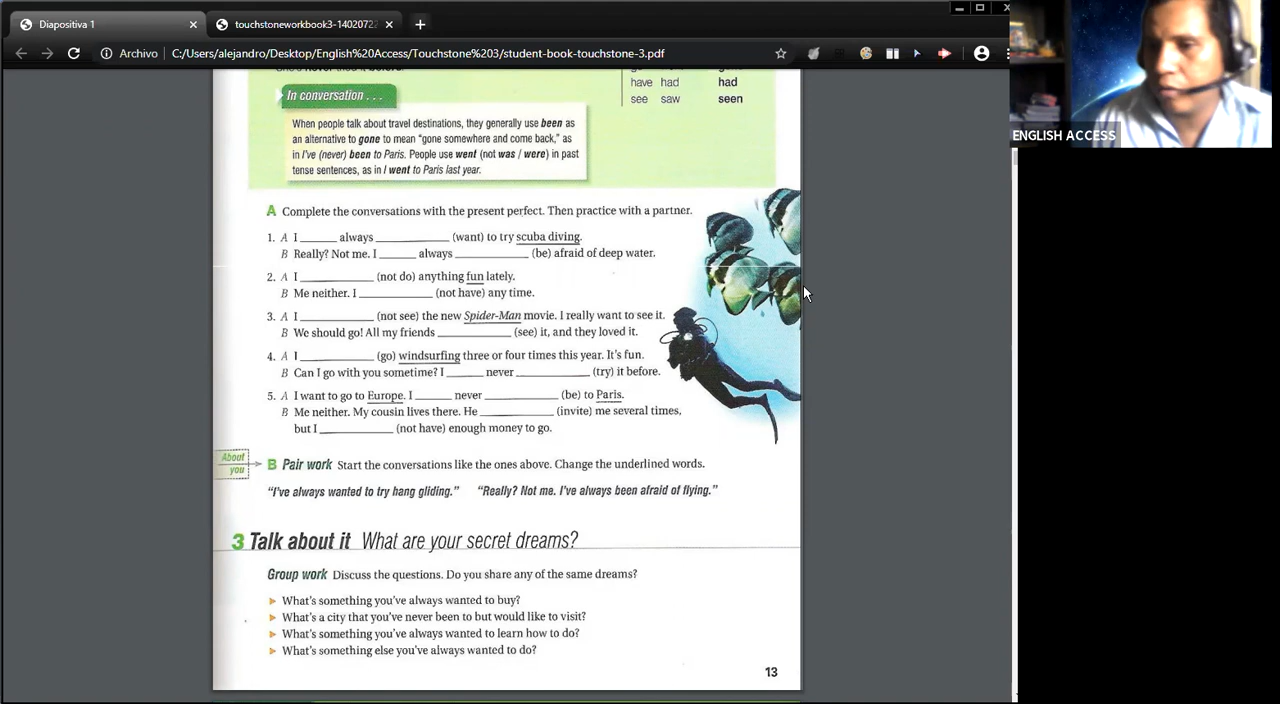 Diapositiva 1
touchstoneworkbook3-14020722
Archivo
C:/Users/alejandro/Desktop/English%20Access/Touchstone%203/student-book-touchstone-3.pdf
ENGLISH ACCESS
have had had
see saw seen
In conversation . . .
When people talk about travel destinations, they generally use been as
an alternative to gone to mean "gone somewhere and come back," as
in I've (never) been to Paris. People use went (not was / were) in past
tense sentences, as in I went to Paris last year.
A Complete the conversations with the present perfect. Then practice with a partner.
1. A I ______ always ____________ (want) to try scuba diving.
B Really? Not me. I ______ always ____________ (be) afraid of deep water.
2. A I ____________ (not do) anything fun lately.
B Me neither. I ____________ (not have) any time.
3. A I ____________ (not see) the new Spider-Man movie. I really want to see it.
B We should go! All my friends ____________ (see) it, and they loved it.
4. A I ____________ (go) windsurfing three or four times this year. It's fun.
B Can I go with you sometime? I ______ never ____________ (try) it before.
5. A I want to go to Europe. I ______ never ____________ (be) to Paris.
B Me neither. My cousin lives there. He ____________ (invite) me several times,
but I ____________ (not have) enough money to go.
About
you
B Pair work Start the conversations like the ones above. Change the underlined words.
"I've always wanted to try hang gliding." "Really? Not me. I've always been afraid of flying."
3 Talk about it What are your secret dreams?
Group work Discuss the questions. Do you share any of the same dreams?
What's something you've always wanted to buy?
What's a city that you've never been to but would like to visit?
What's something you've always wanted to learn how to do?
What's something else you've always wanted to do?
13